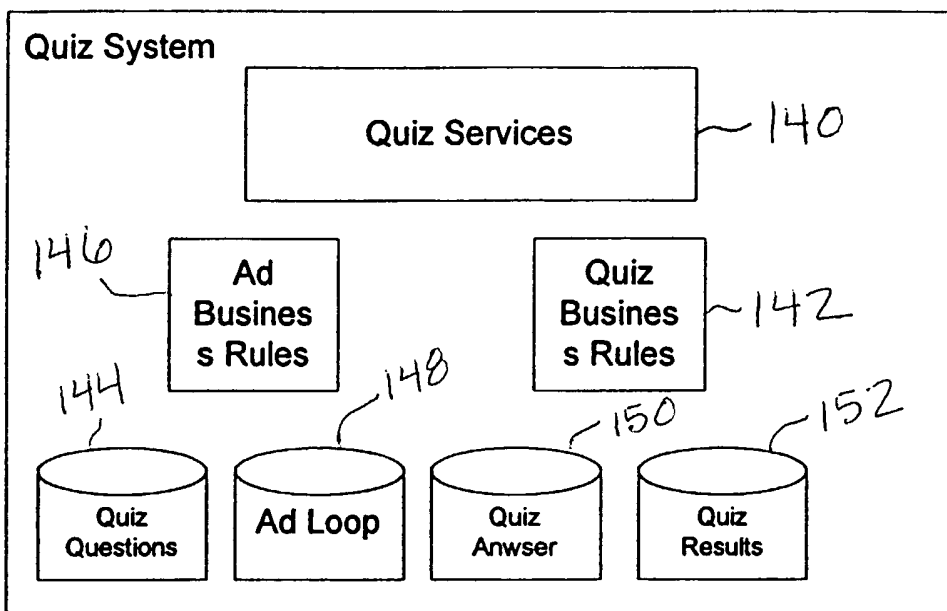 Quiz System
Quiz Services
140
146
Ad
Busines
s Rules
Quiz
Busines
s Rules
142
144
148
150
152
Quiz
Questions
Ad Loop
Quiz
Anwser
Quiz
Results